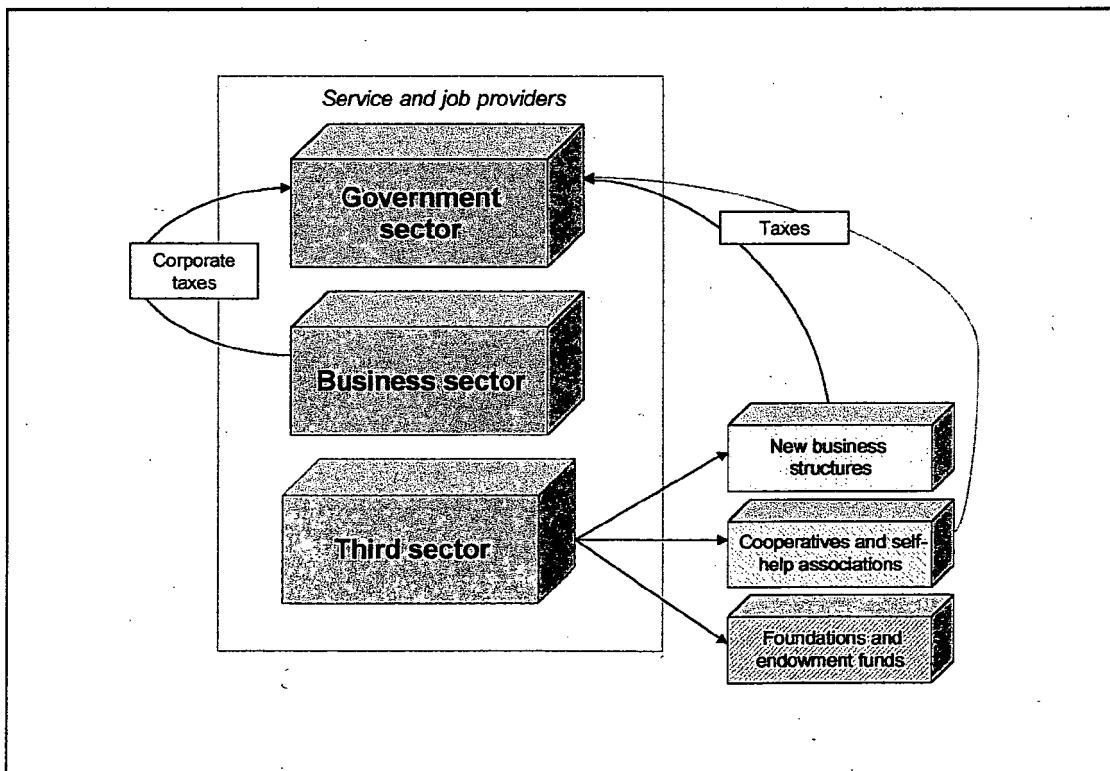 Service and job providers
Government
sector
Corporate
taxes
Taxes
Business sector
New business
structures
Third sector
Cooperatives and self-
help associations
Foundations and
endowment funds